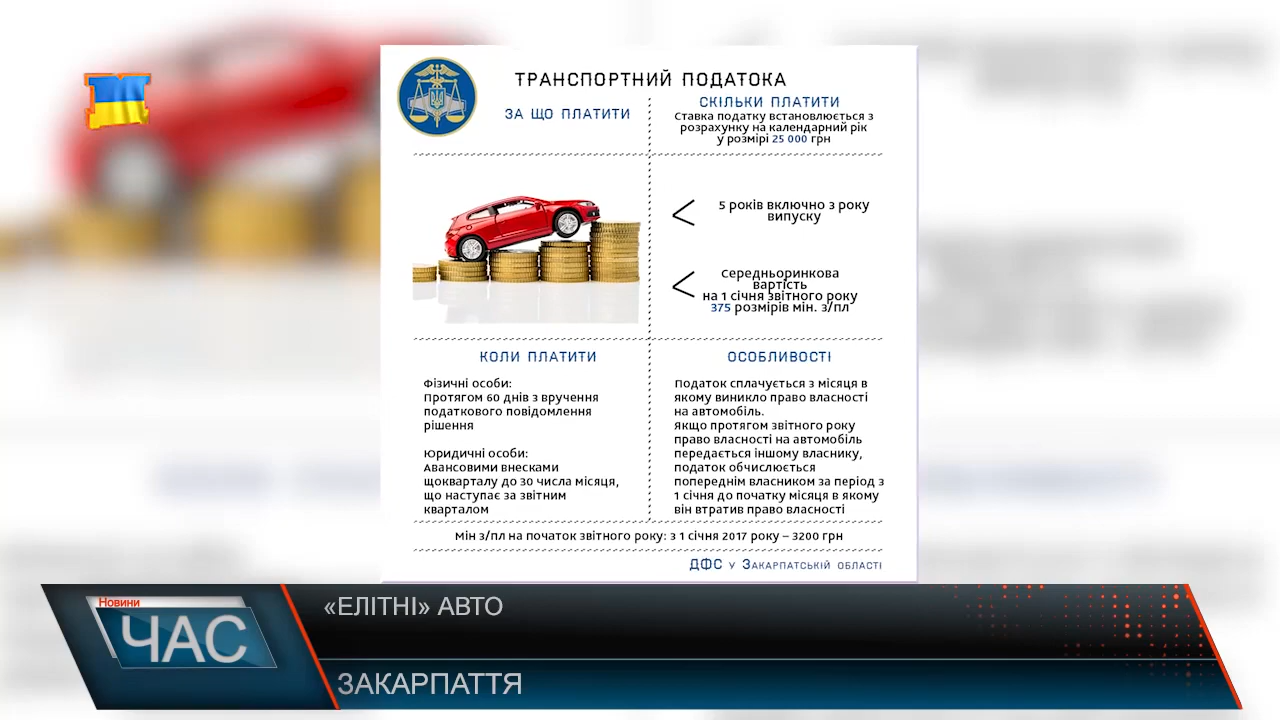 ТРАНСПОРТНИЙ ПОДАТОКА
ЗА ЩО ПЛАТИТИ
СКІЛЬКИ ПЛАТИТИ
Ставка податку встановлюється з
розрахунку на календарний рік
у розмірі 25 000 грн
< 5 років включно з року
випуску
< Середньоринкова
вартість
на 1 січня звітного року
375 розмірів мін. з/пл
КОЛИ ПЛАТИТИ
Фізичні особи:
Протягом 60 днів з вручення
податкового повідомлення
рішення
Юридичні особи:
Авансовими внесками
щокварталу до 30 числа місяця,
що наступає за звітним
кварталом
ОСОБЛИВОСТІ
Податок сплачується з місяця в
якому виникло право власності
на автомобіль.
якщо протягом звітного року
право власності на автомобіль
передається іншому власнику,
податок обчислюється
попереднім власником за період з
1 січня до початку місяця в якому
він втратив право власності
Мін з/пл на початок звітного року: з 1 січня 2017 року – 3200 грн
ДФС у Закарпатській області
Новини
ЧАС
«ЕЛІТНІ» АВТО
ЗАКАРПАТТЯ